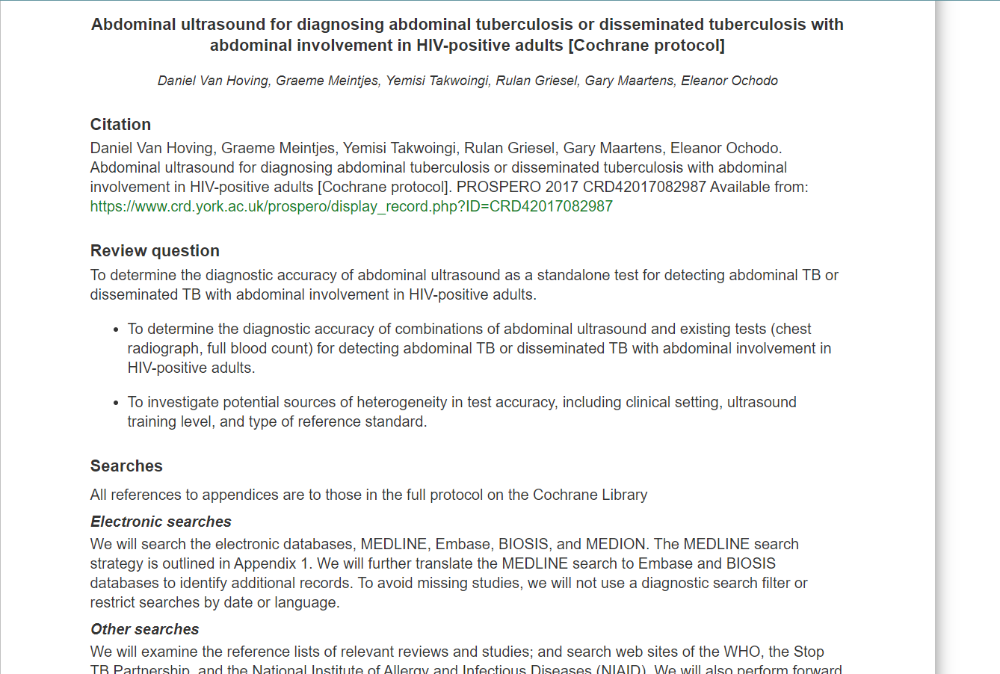 Abdominal ultrasound for diagnosing abdominal tuberculosis or disseminated tuberculosis with
abdominal involvement in HIV-positive adults [Cochrane protocol]
Daniel Van Hoving, Graeme Meintjes, Yemisi Takwoingi, Rulan Griesel, Gary Maartens, Eleanor Ochodo
Citation
Daniel Van Hoving, Graeme Meintjes, Yemisi Takwoingi, Rulan Griesel, Gary Maartens, Eleanor Ochodo.
Abdominal ultrasound for diagnosing abdominal tuberculosis or disseminated tuberculosis with abdominal
involvement in HIV-positive adults [Cochrane protocol]. PROSPERO 2017 CRD42017082987 Available from:
https://www.crd.york.ac.uk/prospero/display_record.php?ID=CRD42017082987
Review question
To determine the diagnostic accuracy of abdominal ultrasound as a standalone test for detecting abdominal TB or
disseminated TB with abdominal involvement in HIV-positive adults.
• To determine the diagnostic accuracy of combinations of abdominal ultrasound and existing tests (chest
radiograph, full blood count) for detecting abdominal TB or disseminated TB with abdominal involvement in
HIV-positive adults.
• To investigate potential sources of heterogeneity in test accuracy, including clinical setting, ultrasound
training level, and type of reference standard.
Searches
All references to appendices are to those in the full protocol on the Cochrane Library
Electronic searches
We will search the electronic databases, MEDLINE, Embase, BIOSIS, and MEDION. The MEDLINE search
strategy is outlined in Appendix 1. We will further translate the MEDLINE search to Embase and BIOSIS
databases to identify additional records. To avoid missing studies, we will not use a diagnostic search filter or
restrict searches by date or language.
Other searches
We will examine the reference lists of relevant reviews and studies; and search web sites of the WHO, the Stop
TB Partnership, and the National Institute of Allergy and Infectious Diseases (NIAID). We will also perform forward